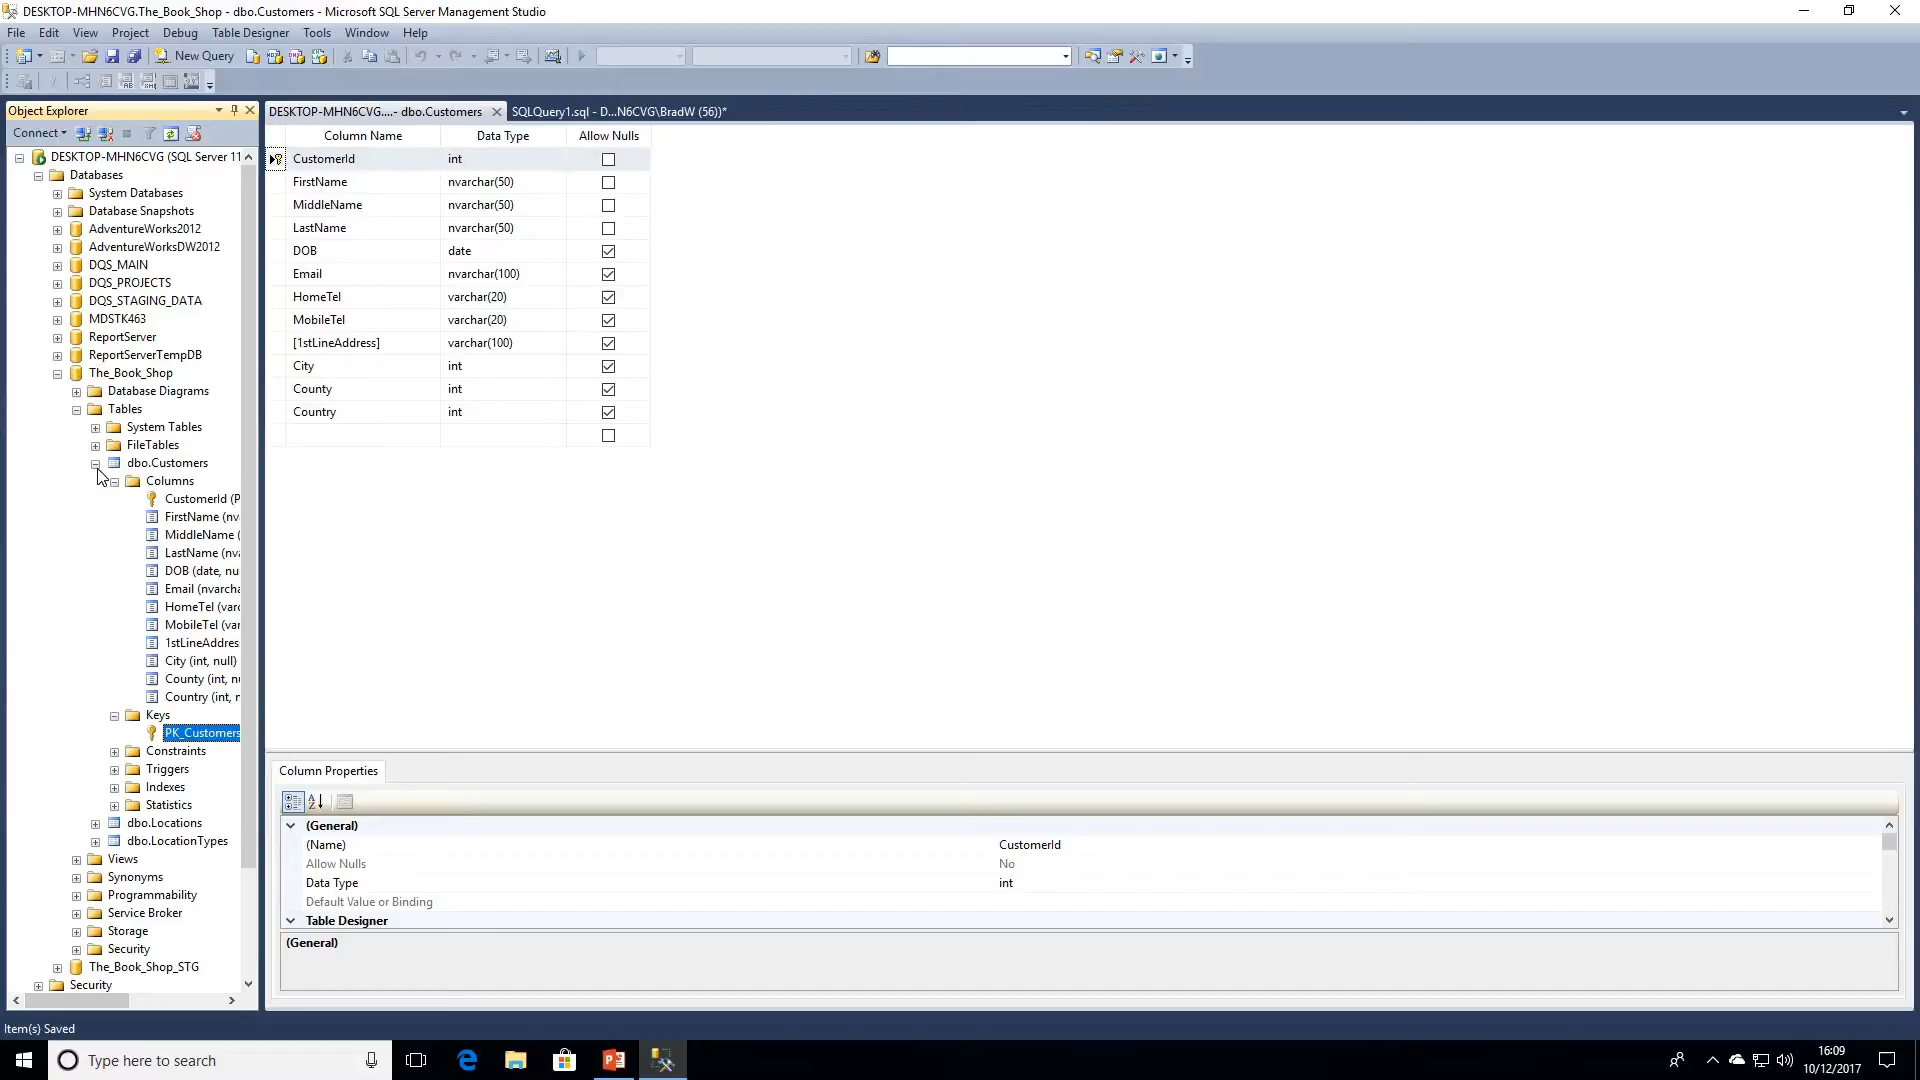 DESKTOP-MHN6CVG.The_Book_Shop - dbo.Customers - Microsoft SQL Server Management Studio
File Edit View Project Debug Table Designer Tools Window Help
New Query
Object Explorer
Connect
DESKTOP-MHN6CVG (SQL Server 11
Databases
System Databases
Database Snapshots
AdventureWorks2012
AdventureWorksDW2012
DQS_MAIN
DQS_PROJECTS
DQS_STAGING_DATA
MDSTK463
ReportServer
ReportServerTempDB
The_Book_Shop
Database Diagrams
Tables
System Tables
FileTables
dbo.Customers
Columns
CustomerId (P
FirstName (nv
MiddleName (
LastName (nva
DOB (date, nu
Email (nvarcha
HomeTel (varc
MobileTel (var
1stLineAddres
City (int, null)
County (int, nu
Country (int, n
Keys
PK_Customers
Constraints
Triggers
Indexes
Statistics
dbo.Locations
dbo.LocationTypes
Views
Synonyms
Programmability
Service Broker
Storage
Security
The_Book_Shop_STG
Security
DESKTOP-MHN6CVG....- dbo.Customers SQLQuery1.sql - D...N6CVG\BradW (56))*
Column Name Data Type Allow Nulls
CustomerId int
FirstName nvarchar(50)
MiddleName nvarchar(50)
LastName nvarchar(50)
DOB date
Email nvarchar(100)
HomeTel varchar(20)
MobileTel varchar(20)
[1stLineAddress] varchar(100)
City int
County int
Country int
Column Properties
(General)
(Name) CustomerId
Allow Nulls No
Data Type int
Default Value or Binding
Table Designer
(General)
Item(s) Saved
Type here to search
16:09
10/12/2017